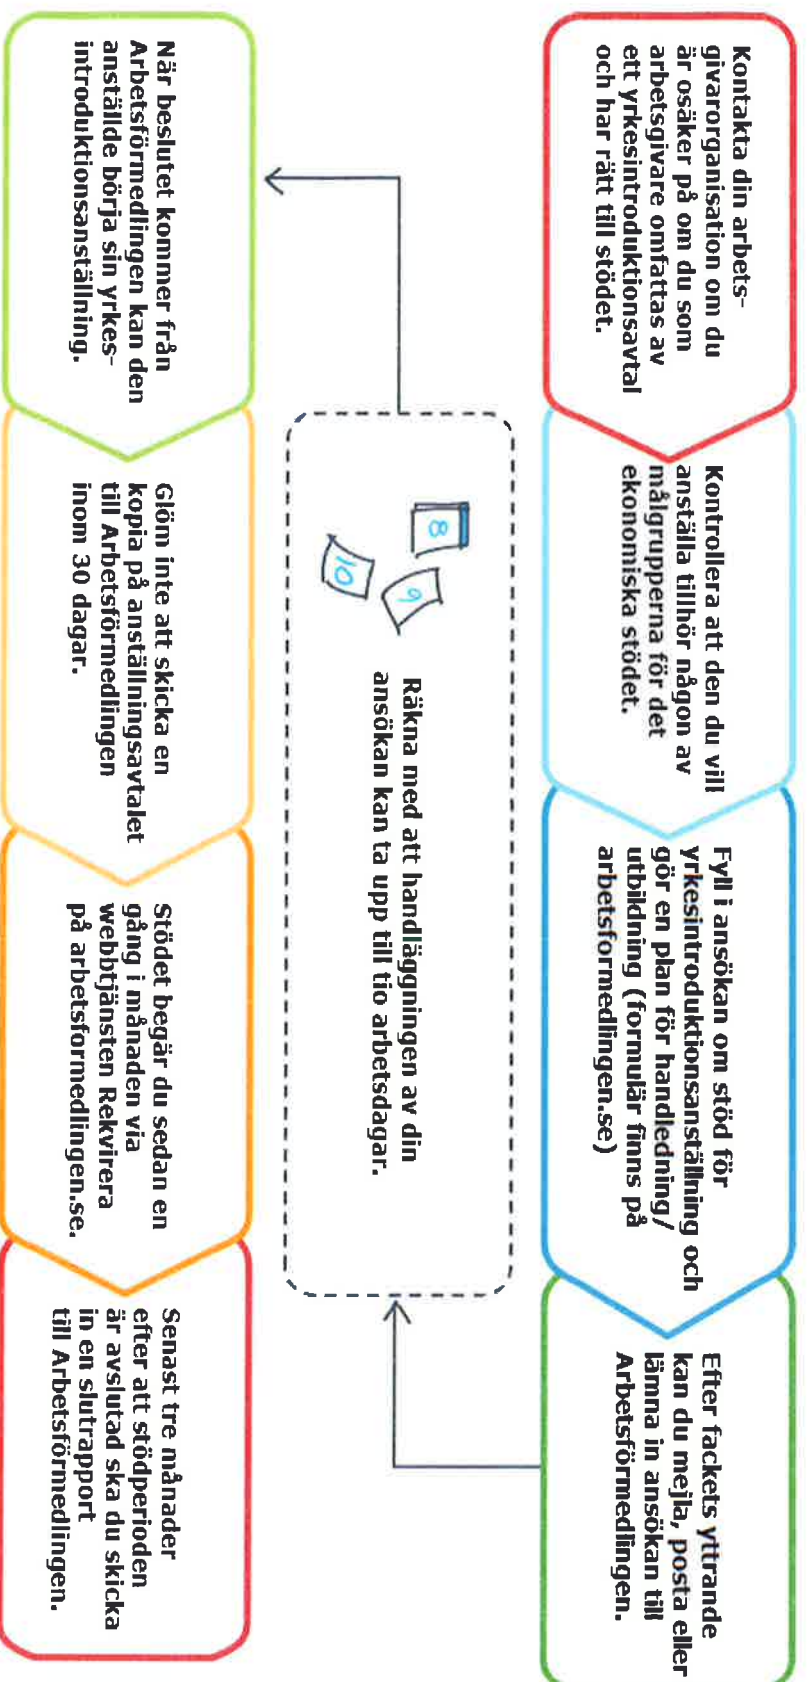 Kontakta din arbets-
givarorganisation om du
är osäker på om du som
arbetsgivare omfattas av
ett yrkesintroduktionsavtal
och har rätt till stödet.
Kontrollera att den du vill
anställa tillhör någon av
målgrupperna för det
ekonomiska stödet.
Fyll i ansökan om stöd för
yrkesintroduktionsanställning och
gör en plan för handledning/
utbildning (formulär finns på
arbetsformedlingen.se)
Efter fackets yttrande
kan du mejla, posta eller
lämna in ansökan till
Arbetsförmedlingen.
8
9
10
Räkna med att handläggningen av din
ansökan kan ta upp till tio arbetsdagar.
När beslutet kommer från
Arbetsförmedlingen kan den
anställde börja sin yrkes-
introduktionsanställning.
Glöm inte att skicka en
kopia på anställningsavtalet
till Arbetsförmedlingen
inom 30 dagar.
Stödet begär du sedan en
gång i månaden via
webbtjänsten Rekvirera
på arbetsformedlingen.se.
Senast tre månader
efter att stödperioden
är avslutad ska du skicka
in en slutrapport
till Arbetsförmedlingen.